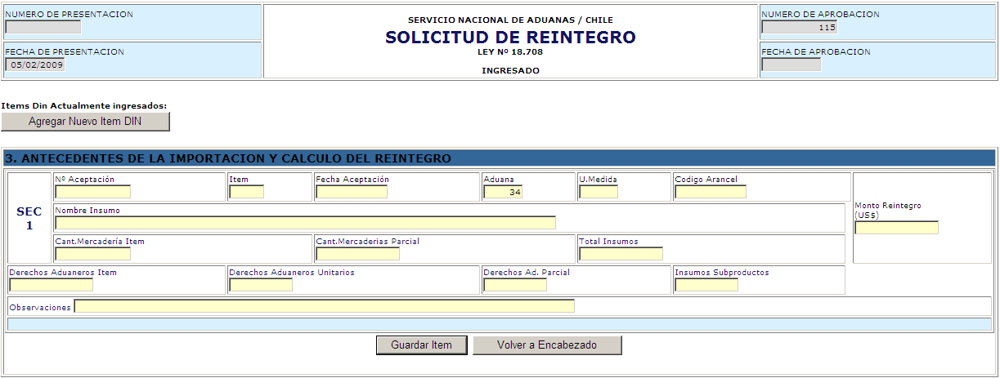 NUMERO DE PRESENTACION
FECHA DE PRESENTACION
05/02/2009
SERVICIO NACIONAL DE ADUANAS / CHILE
SOLICITUD DE REINTEGRO
LEY Nº 18.708
INGRESADO
NUMERO DE APROBACION
115
FECHA DE APROBACION
Items Din Actualmente ingresados:
Agregar Nuevo Item DIN
3. ANTECEDENTES DE LA IMPORTACION Y CALCULO DEL REINTEGRO
SEC
1
Nº Aceptación
Item
Fecha Aceptación
Aduana
34
U.Medida
Codigo Arancel
Monto Reintegro
(US$)
Nombre Insumo
Cant.Mercadería Item
Cant.Mercaderias Parcial
Total Insumos
Derechos Aduaneros Item
Derechos Aduaneros Unitarios
Derechos Ad. Parcial
Insumos Subproductos
Observaciones
Guardar Item
Volver a Encabezado